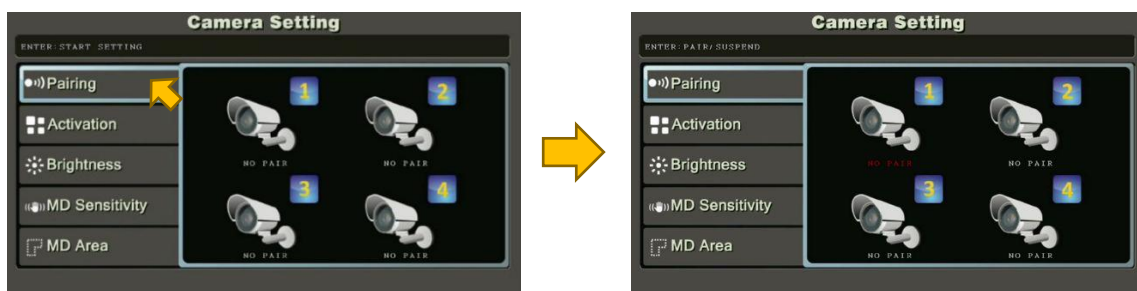 Camera Setting
ENTER:START SETTING
Pairing
Activation
Brightness
MD Sensitivity
MD Area
1
2
NO PAIR
NO PAIR
3
4
NO PAIR
NO PAIR
Camera Setting
ENTER:PAIR/SUSPEND
Pairing
Activation
Brightness
MD Sensitivity
MD Area
1
2
NO PAIR
NO PAIR
3
4
NO PAIR
NO PAIR